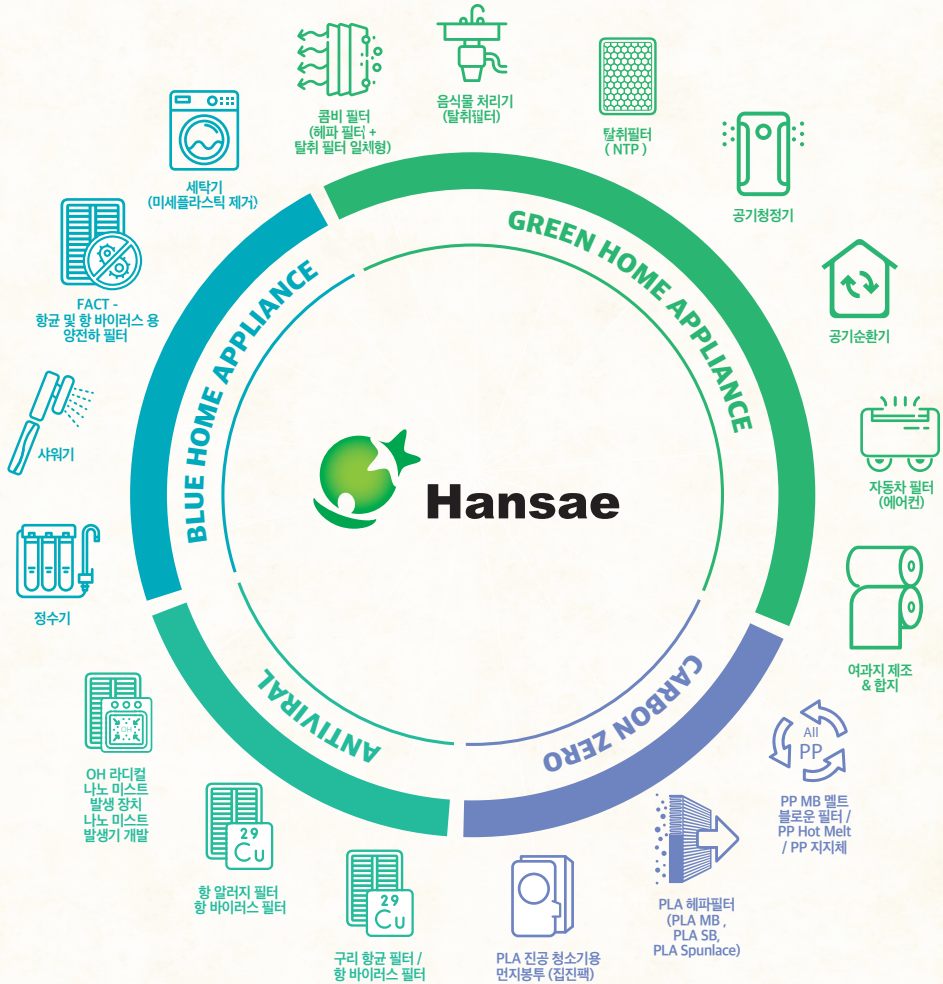 콤비 필터
(헤파 필터 +
탈취 필터 일체형)
음식물 처리기
(탈취필터)
탈취필터
( NTP )
공기청정기
공기순환기
자동차 필터
(에어컨)
여과지 제조
& 합지
All
PP
PP MB 멜트
블로운 필터 /
PP Hot Melt
/ PP 지지체
PLA 헤파필터
(PLA MB ,
PLA SB,
PLA Spunlace)
PLA 진공 청소기용
먼지봉투 (집진팩)
29
Cu
구리 항균 필터 /
항 바이러스 필터
29
Cu
항 알러지 필터
항 바이러스 필터
OH
OH 라디컬
나노 미스트
발생 장치
나노 미스트
발생기 개발
정수기
샤워기
FACT -
항균 및 항 바이러스 용
양전하 필터
세탁기
(미세플라스틱 제거)
GREEN HOME APPLIANCE
BLUE HOME APPLIANCE
ANTIVIRAL
CARBON ZERO
Hansae